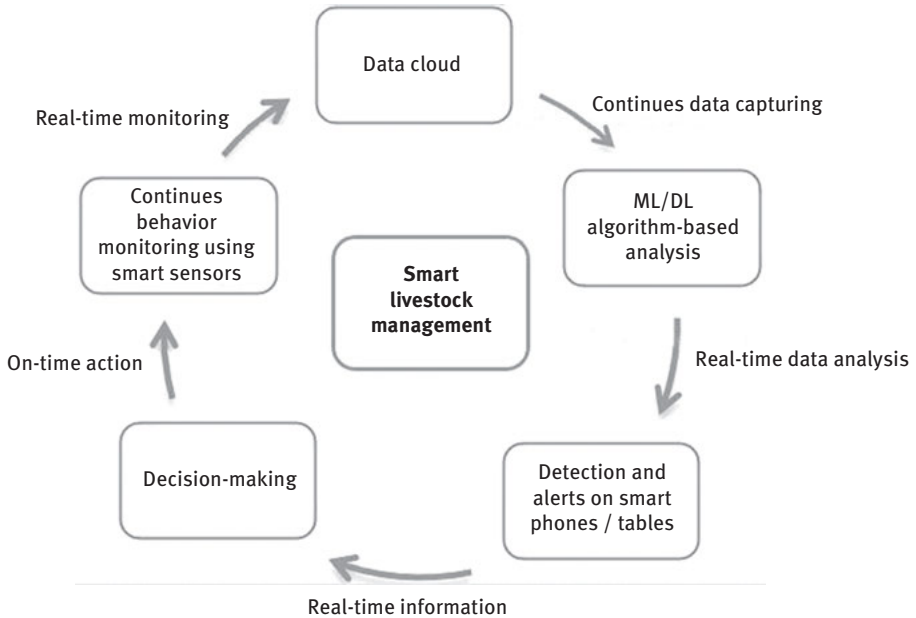 Data cloud
Continues data capturing
Real-time monitoring
Continues
behavior
monitoring using
smart sensors
ML/DL
algorithm-based
analysis
Smart
livestock
management
On-time action
Real-time data analysis
Decision-making
Detection and
alerts on smart
phones / tables
Real-time information